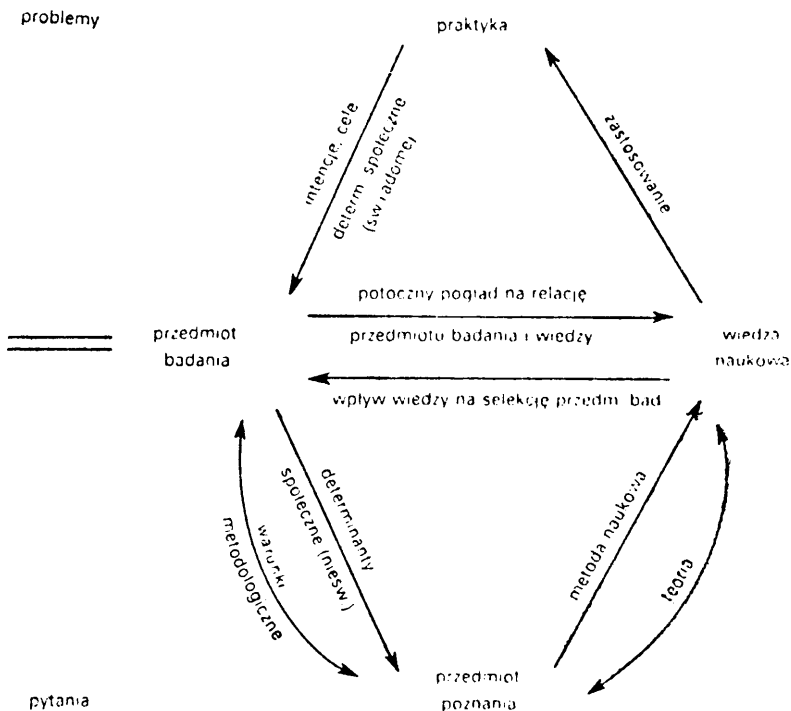 problemy
praktyka
intencje, cele
determ. społeczne
(świadome)
zastosowanie
potoczny pogląd na relację
przedmiotu badania i wiedzy
przedmiot
badania
wiedza
naukowa
wpływ wiedzy na selekcję przedm. bad.
determinanty
społeczne (nieśw.)
warunki
metodologiczne
metoda naukowa
teoria
przedmiot
poznania
pytania